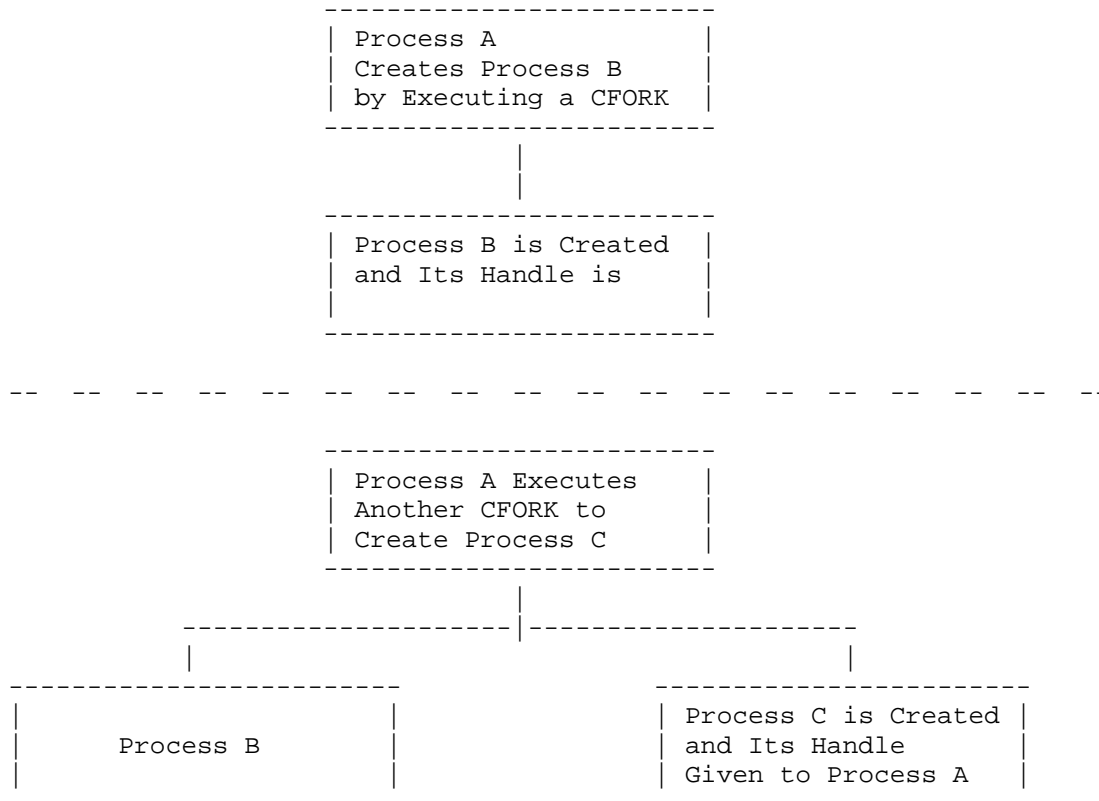 Process A
Creates Process B
by Executing a CFORK
Process B is Created
and Its Handle is
Process A Executes
Another CFORK to
Create Process C
Process B
Process C is Created
and Its Handle
Given to Process A